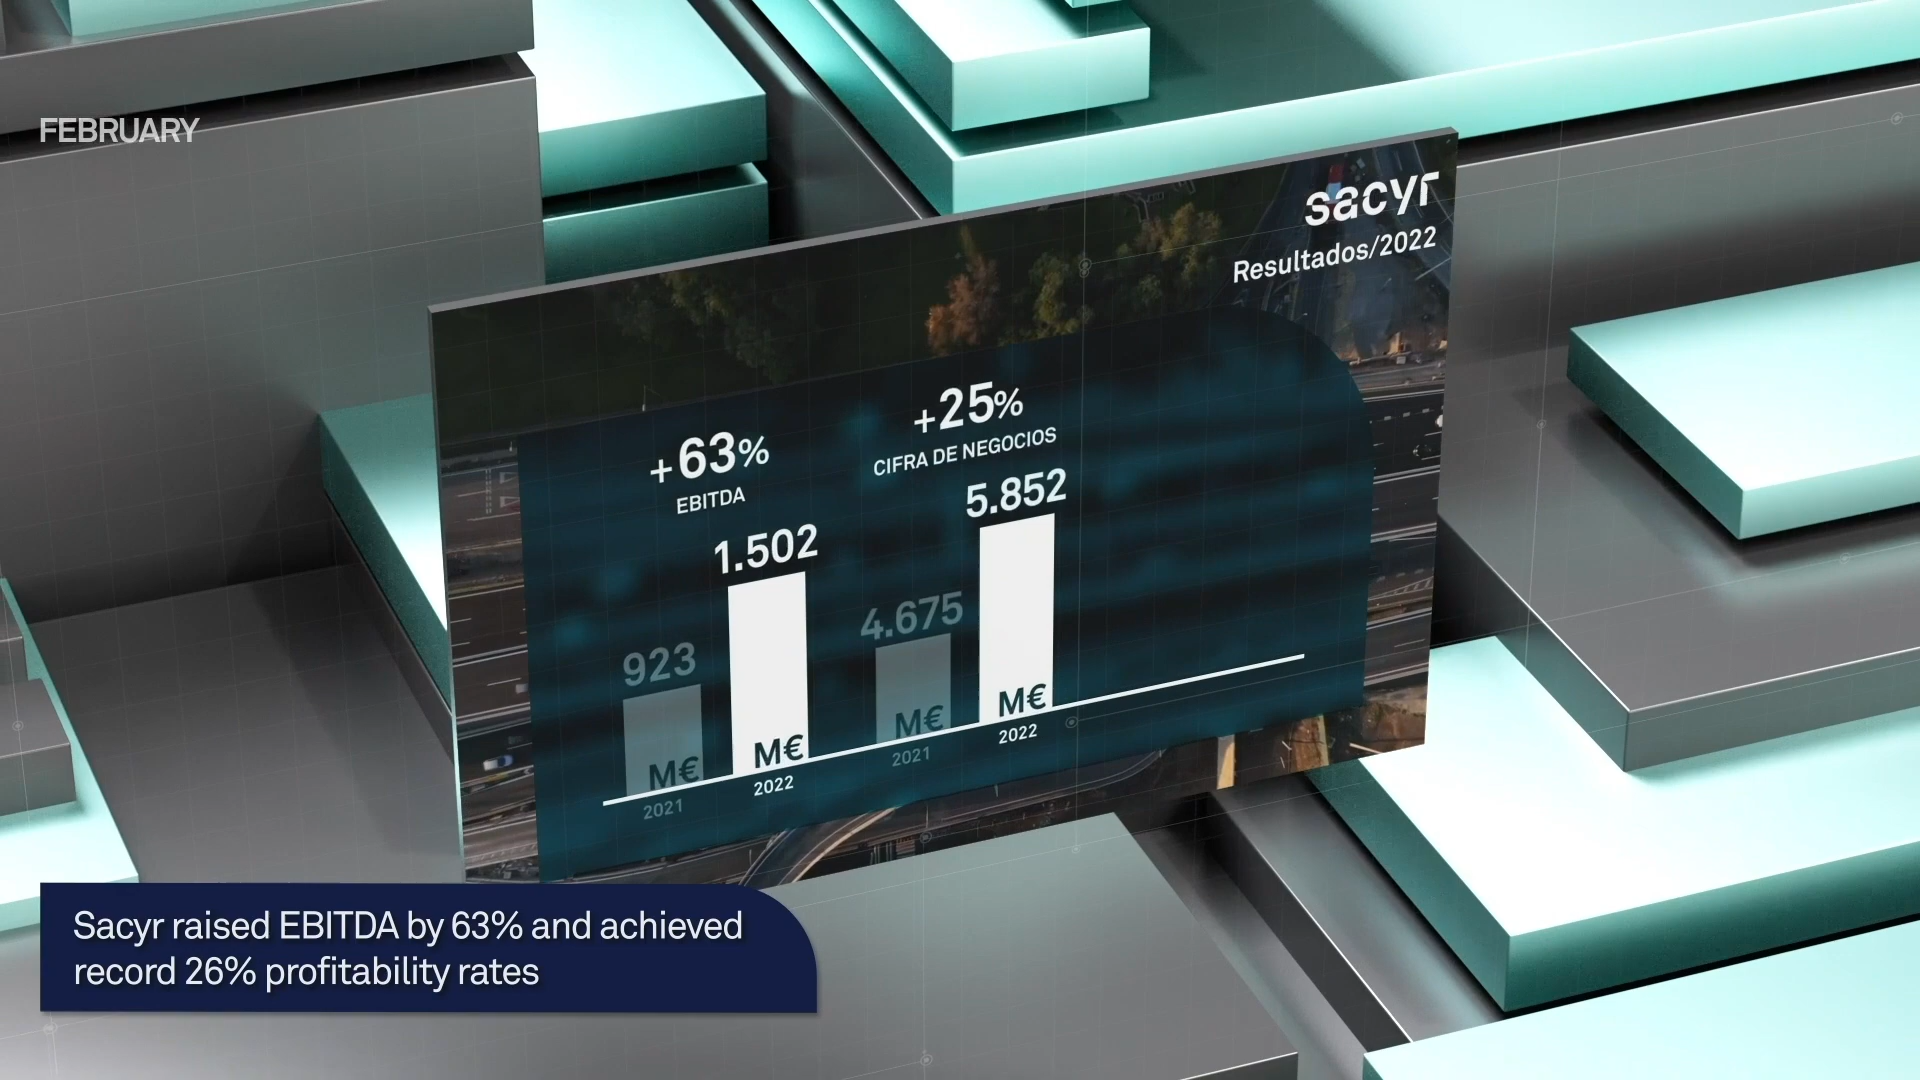 FEBRUARY
sacyr
Resultados/2022
+63%
EBITDA
+25%
CIFRA DE NEGOCIOS
923
1.502
4.675
5.852
M€
M€
M€
M€
2021
2022
2021
2022
Sacyr raised EBITDA by 63% and achieved
record 26% profitability rates